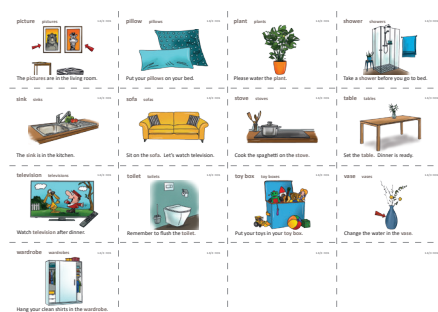 picture pictures
The pictures are in the living room.
pillow pillows
Put your pillows on your bed.
plant plants
Please water the plant.
shower showers
Take a shower before you go to bed.
sink sinks
The sink is in the kitchen.
sofa sofas
Sit on the sofa. Let's watch television.
stove stoves
Cook the spaghetti on the stove.
table tables
Set the table. Dinner is ready.
television televisions
Watch television after dinner.
toilet toilets
Remember to flush the toilet.
toy box toy boxes
Put your toys in your toy box.
vase vases
Change the water in the vase.
wardrobe wardrobes
Hang your clean shirts in the wardrobe.